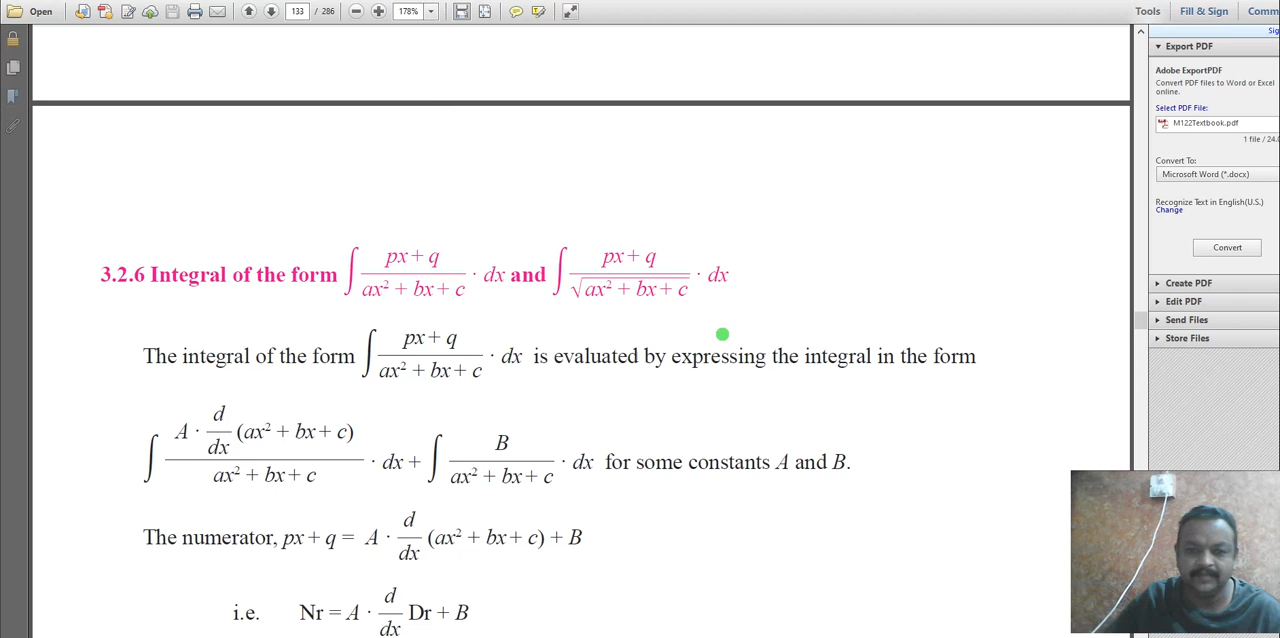 Open
133 / 286
178%
Tools
Fill & Sign
Comm
Sig
Export PDF
Adobe ExportPDF
Convert PDF files to Word or Excel
online.
Select PDF File:
M122Textbook.pdf
1 file / 24.
Convert To:
Microsoft Word (*.docx)
Recognize Text in English(U.S.)
Change
Convert
Create PDF
Edit PDF
Send Files
Store Files
3.2.6 Integral of the form ∫ (px + q)/(ax² + bx + c) · dx and ∫ (px + q)/√(ax² + bx + c) · dx
The integral of the form ∫ (px + q)/(ax² + bx + c) · dx is evaluated by expressing the integral in the form
∫ (A · d/dx (ax² + bx + c))/(ax² + bx + c) · dx + ∫ B/(ax² + bx + c) · dx for some constants A and B.
The numerator, px + q = A · d/dx (ax² + bx + c) + B
i.e. Nr = A · d/dx Dr + B